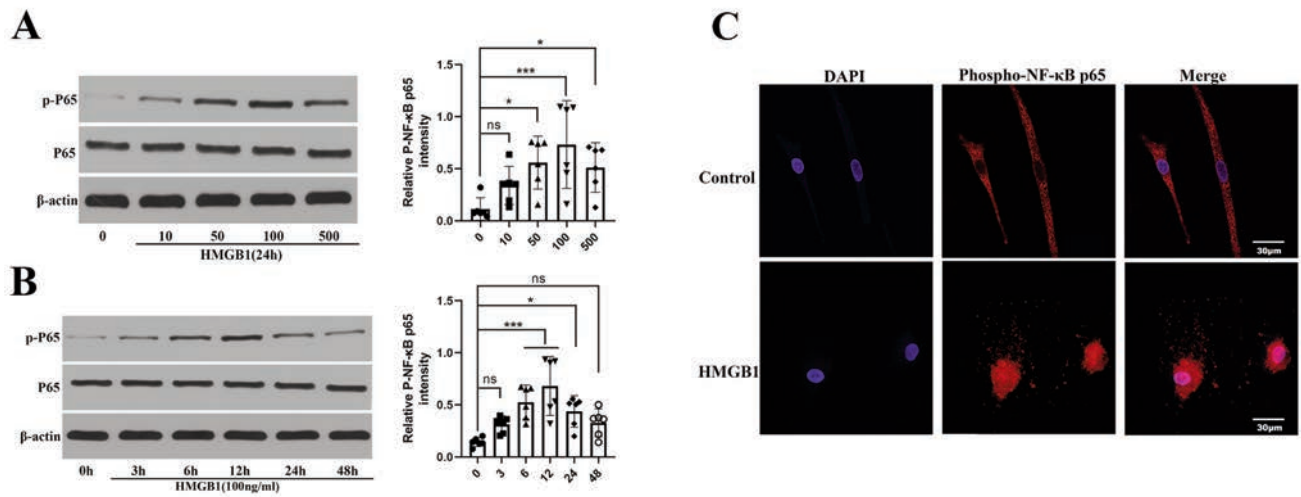 A
p-P65
P65
β-actin
0 10 50 100 500
HMGB1(24h)
Relative P-NF-κB p65
intensity
1.5
1.0
0.5
0.0
*
***
*
ns
0 10 50 100 500
B
p-P65
P65
β-actin
0h 3h 6h 12h 24h 48h
HMGB1(100ng/ml)
Relative P-NF-κB p65
intensity
1.5
1.0
0.5
0.0
ns
*
***
ns
0 3 6 12 24 48
C
DAPI Phospho-NF-κB p65 Merge
Control
30μm
HMGB1
30μm